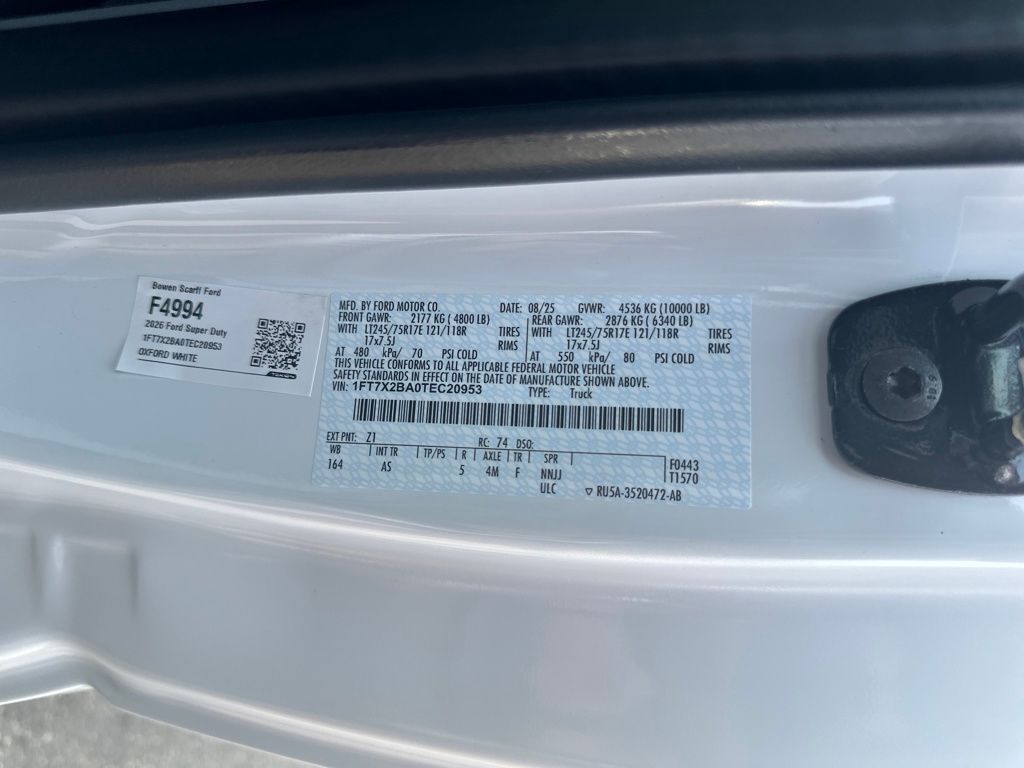 Bowen Scarff Ford
F4994
2026 Ford Super Duty
1FT7X2BA0TEC20953
OXFORD WHITE
MFD. BY FORD MOTOR CO. DATE: 08/25 GVWR: 4536 KG (10000 LB)
FRONT GAWR: 2177 KG ( 4800 LB) REAR GAWR: 2876 KG ( 6340 LB)
WITH LT245/75R17E 121/118R TIRES WITH LT245/75R17E 121/118R TIRES
17x7.5J RIMS 17x7.5J RIMS
AT 480 kPa/ 70 PSI COLD AT 550 kPa/ 80 PSI COLD
THIS VEHICLE CONFORMS TO ALL APPLICABLE FEDERAL MOTOR VEHICLE
SAFETY STANDARDS IN EFFECT ON THE DATE OF MANUFACTURE SHOWN ABOVE.
VIN: 1FT7X2BA0TEC20953 TYPE: Truck
EXT PNT: Z1 RC: 74 DSO:
WB INT TR TP/PS R AXLE TR SPR F0443
164 AS 5 4M F NNJJ T1570
ULC RU5A-3520472-AB